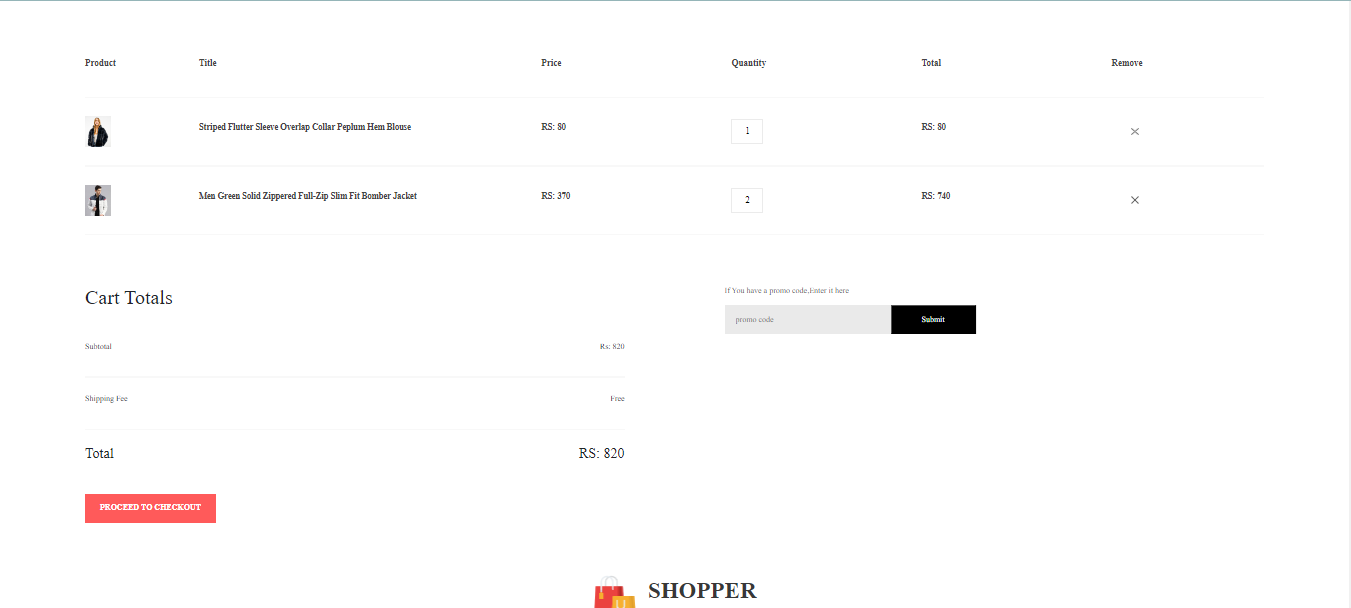 Product Title Price Quantity Total Remove
Striped Flutter Sleeve Overlap Collar Peplum Hem Blouse RS: 80 1 RS: 80
Men Green Solid Zippered Full-Zip Slim Fit Bomber Jacket RS: 370 2 RS: 740
Cart Totals
Subtotal Rs: 820
Shipping Fee Free
Total RS: 820
PROCEED TO CHECKOUT
If You have a promo code,Enter it here
promo code Submit
SHOPPER